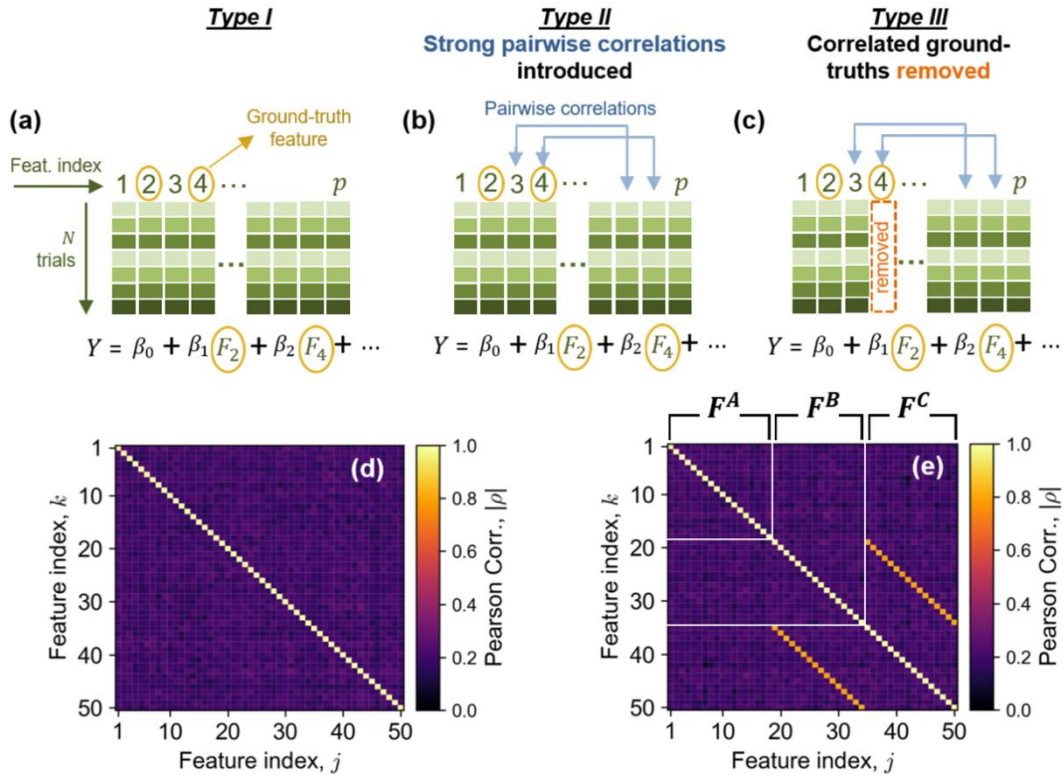 Type I
Type II
Strong pairwise correlations
introduced
Type III
Correlated ground-
truths removed
(a)
Ground-truth
feature
Feat. index
1 2 3 4 ... p
N
trials
...
Y = β0 + β1 F2 + β2 F4 + ...
(b)
Pairwise correlations
1 2 3 4 ... p
...
Y = β0 + β1 F2 + β2 F4 + ...
(c)
1 2 3 4 ... p
removed
...
Y = β0 + β1 F2 + β2 F4 + ...
(d)
Feature index, k
1
10
20
30
40
50
1 10 20 30 40 50
Feature index, j
1.0
0.8
0.6
0.4
0.2
0.0
Pearson Corr., |ρ|
F^A F^B F^C
(e)
Feature index, k
1
10
20
30
40
50
1 10 20 30 40 50
Feature index, j
1.0
0.8
0.6
0.4
0.2
0.0
Pearson Corr., |ρ|